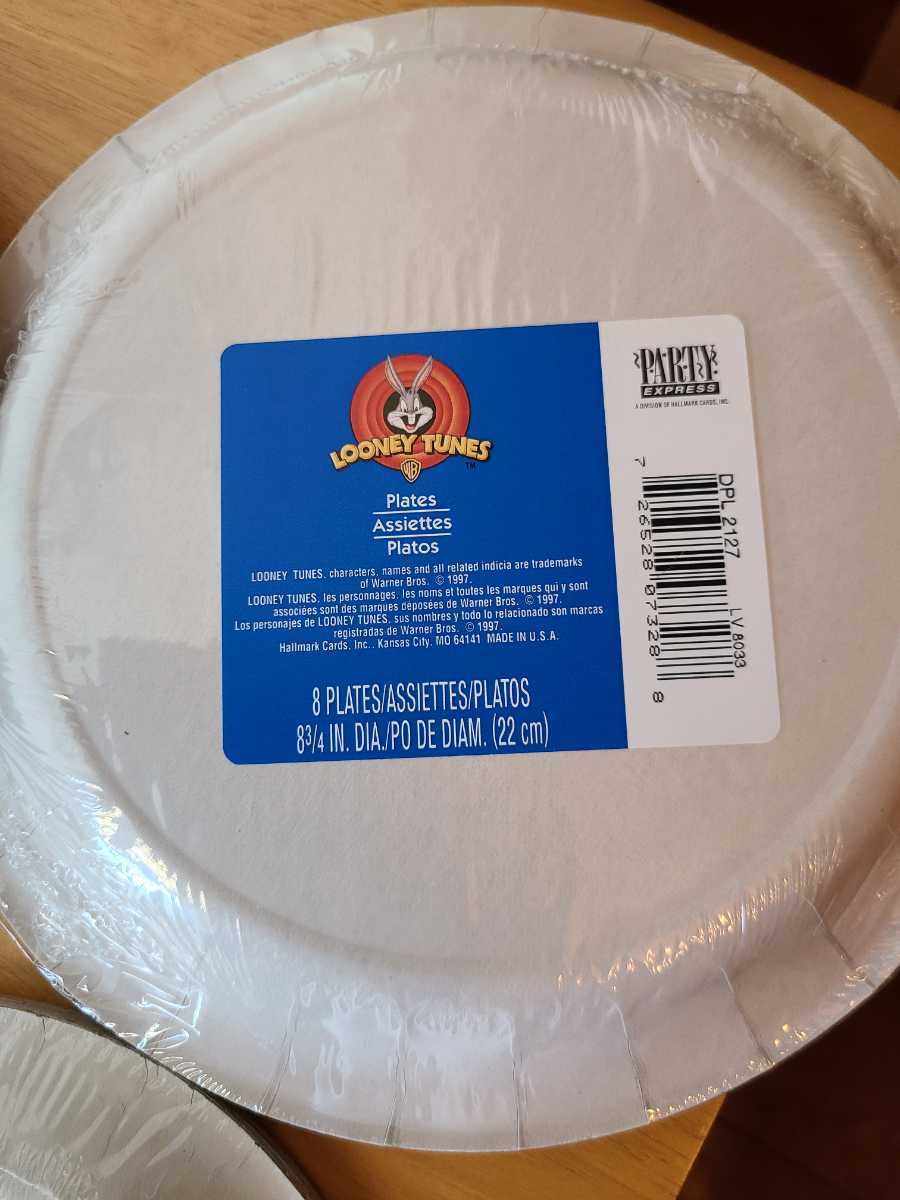 LOONEY TUNES
WB
TM
Plates
Assiettes
Platos
LOONEY TUNES, characters, names and all related indicia are trademarks
of Warner Bros. © 1997.
LOONEY TUNES, les personnages, les noms et toutes les marques qui y sont
associées sont des marques déposées de Warner Bros. © 1997.
Los personajes de LOONEY TUNES, sus nombres y todo lo relacionado son marcas
registradas de Warner Bros. © 1997.
Hallmark Cards, Inc., Kansas City, MO 64141 MADE IN U.S.A.
8 PLATES/ASSIETTES/PLATOS
8 3/4 IN. DIA./PO DE DIAM. (22 cm)
PARTY
EXPRESS
A DIVISION OF HALLMARK CARDS, INC.
DPL 2127 LV 8033
7 26528 07328 8